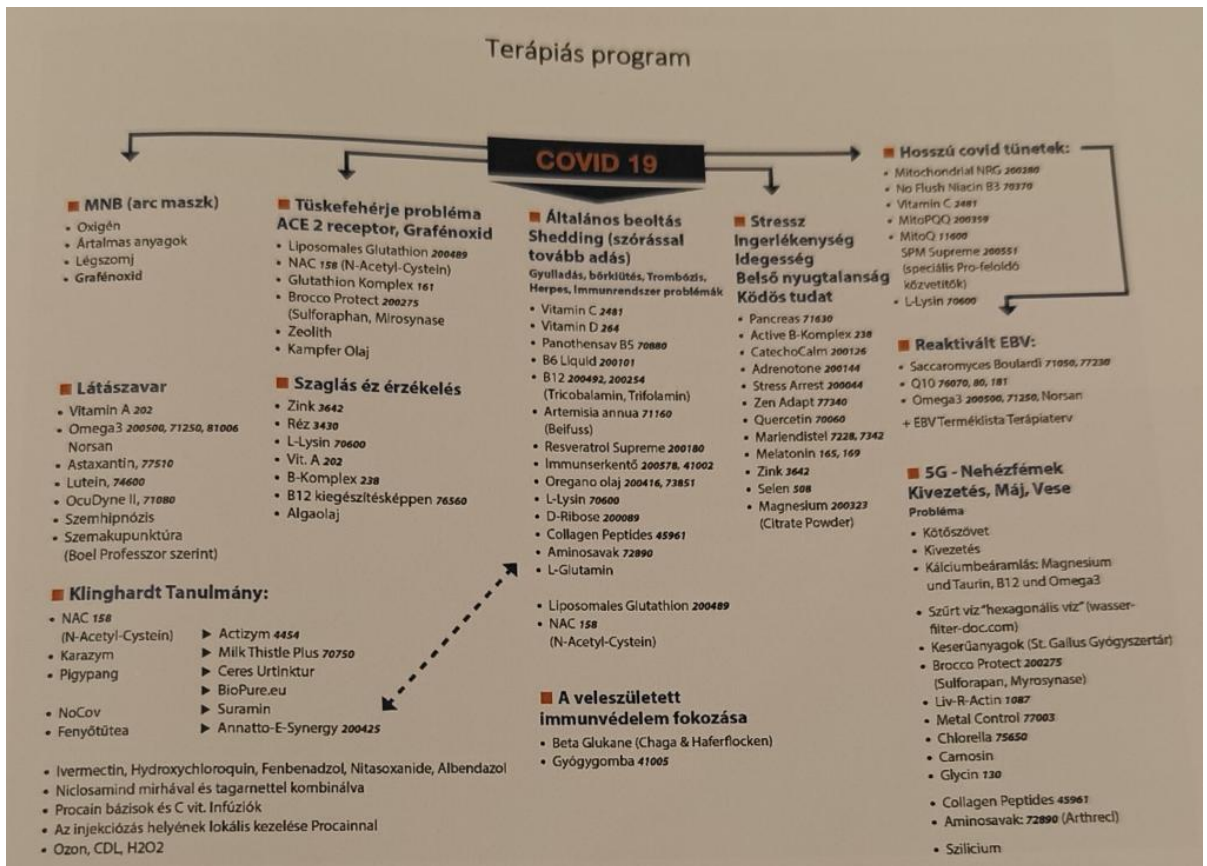 Terápiás program
COVID 19
MNB (arc maszk)
• Oxigén
• Ártalmas anyagok
• Légszomj
• Grafénoxid
Tüskefehérje probléma
ACE 2 receptor, Grafénoxid
• Liposomales Glutathion 200489
• NAC 158 (N-Acetyl-Cystein)
• Glutathion Komplex 161
• Brocco Protect 200275
(Sulforaphan, Mirosynase
• Zeolith
• Kampfer Olaj
Általános beoltás
Shedding (szórással
tovább adás)
Gyulladás, bőrkiütés, Trombózis,
Herpes, Immunrendszer problémák
• Vitamin C 2481
• Vitamin D 264
• Panothensav B5 70880
• B6 Liquid 200101
• B12 200492, 200254
(Tricobalamin, Trifolamin)
• Artemisia annua 71160
(Beifuss)
• Resveratrol Supreme 200180
• Immunserkentő 200578, 41002
• Oregano olaj 200416, 73851
• L-Lysin 70600
• D-Ribose 200089
• Collagen Peptides 45961
• Aminosavak 72890
• L-Glutamin
• Liposomales Glutathion 200489
• NAC 158
(N-Acetyl-Cystein)
Stressz
Ingerlékenység
Idegesség
Belső nyugtalanság
Ködös tudat
• Pancreas 71630
• Active B-Komplex 238
• CatechoCalm 200126
• Adrenotone 200144
• Stress Arrest 200044
• Zen Adapt 77340
• Quercetin 70060
• Mariendistel 7228, 7342
• Melatonin 165, 169
• Zink 3642
• Selen 508
• Magnesium 200323
(Citrate Powder)
Hosszú covid tünetek:
• Mitochondrial NRG 200280
• No Flush Niacin B3 70370
• Vitamin C 2481
• MitoPQQ 200359
• MitoQ 11600
SPM Supreme 200551
(speciális Pro-feloldó
közvetítők)
• L-Lysin 70600
Reaktivált EBV:
• Saccaromyces Boulardi 71050, 77230
• Q10 76070, 80, 181
• Omega3 200500, 71250, Norsan
+ EBV Terméklista Terápiaterv
Látászavar
• Vitamin A 202
• Omega3 200500, 71250, 81006
Norsan
• Astaxantin, 77510
• Lutein, 74600
• OcuDyne II, 71080
• Szemhipnózis
• Szemakupunktúra
(Boel Professzor szerint)
Szaglás éz érzékelés
• Zink 3642
• Réz 3430
• L-Lysin 70600
• Vit. A 202
• B-Komplex 238
• B12 kiegészítésképpen 76560
• Algaolaj
5G - Nehézfémek
Kivezetés, Máj, Vese
Probléma
• Kötőszövet
• Kivezetés
• Kálciumbeáramlás: Magnesium
und Taurin, B12 und Omega3
• Szűrt víz "hexagonális víz" (wasser-
filter-doc.com)
• Keserűanyagok (St. Gallus Gyógyszertár)
• Brocco Protect 200275
(Sulforapan, Myrosynase)
• Liv-R-Actin 1087
• Metal Control 77003
• Chlorella 75650
• Carnosin
• Glycin 130
• Collagen Peptides 45961
• Aminosavak: 72890 (Arthrecl)
• Szilicium
Klinghardt Tanulmány:
• NAC 158
(N-Acetyl-Cystein)
• Karazym
• Pigypang
• NoCov
• Fenyőtűtea
▶ Actizym 4454
▶ Milk Thistle Plus 70750
▶ Ceres Urtinktur
▶ BioPure.eu
▶ Suramin
▶ Annatto-E-Synergy 200425
A veleszületett
immunvédelem fokozása
• Beta Glukane (Chaga & Haferflocken)
• Gyógygomba 41005
• Ivermectin, Hydroxychloroquin, Fenbenadzol, Nitasoxanide, Albendazol
• Niclosamind mirhával és tagarnettel kombinálva
• Procain bázisok és C vit. Infúziók
• Az injekciózás helyének lokális kezelése Procainnal
• Ozon, CDL, H2O2